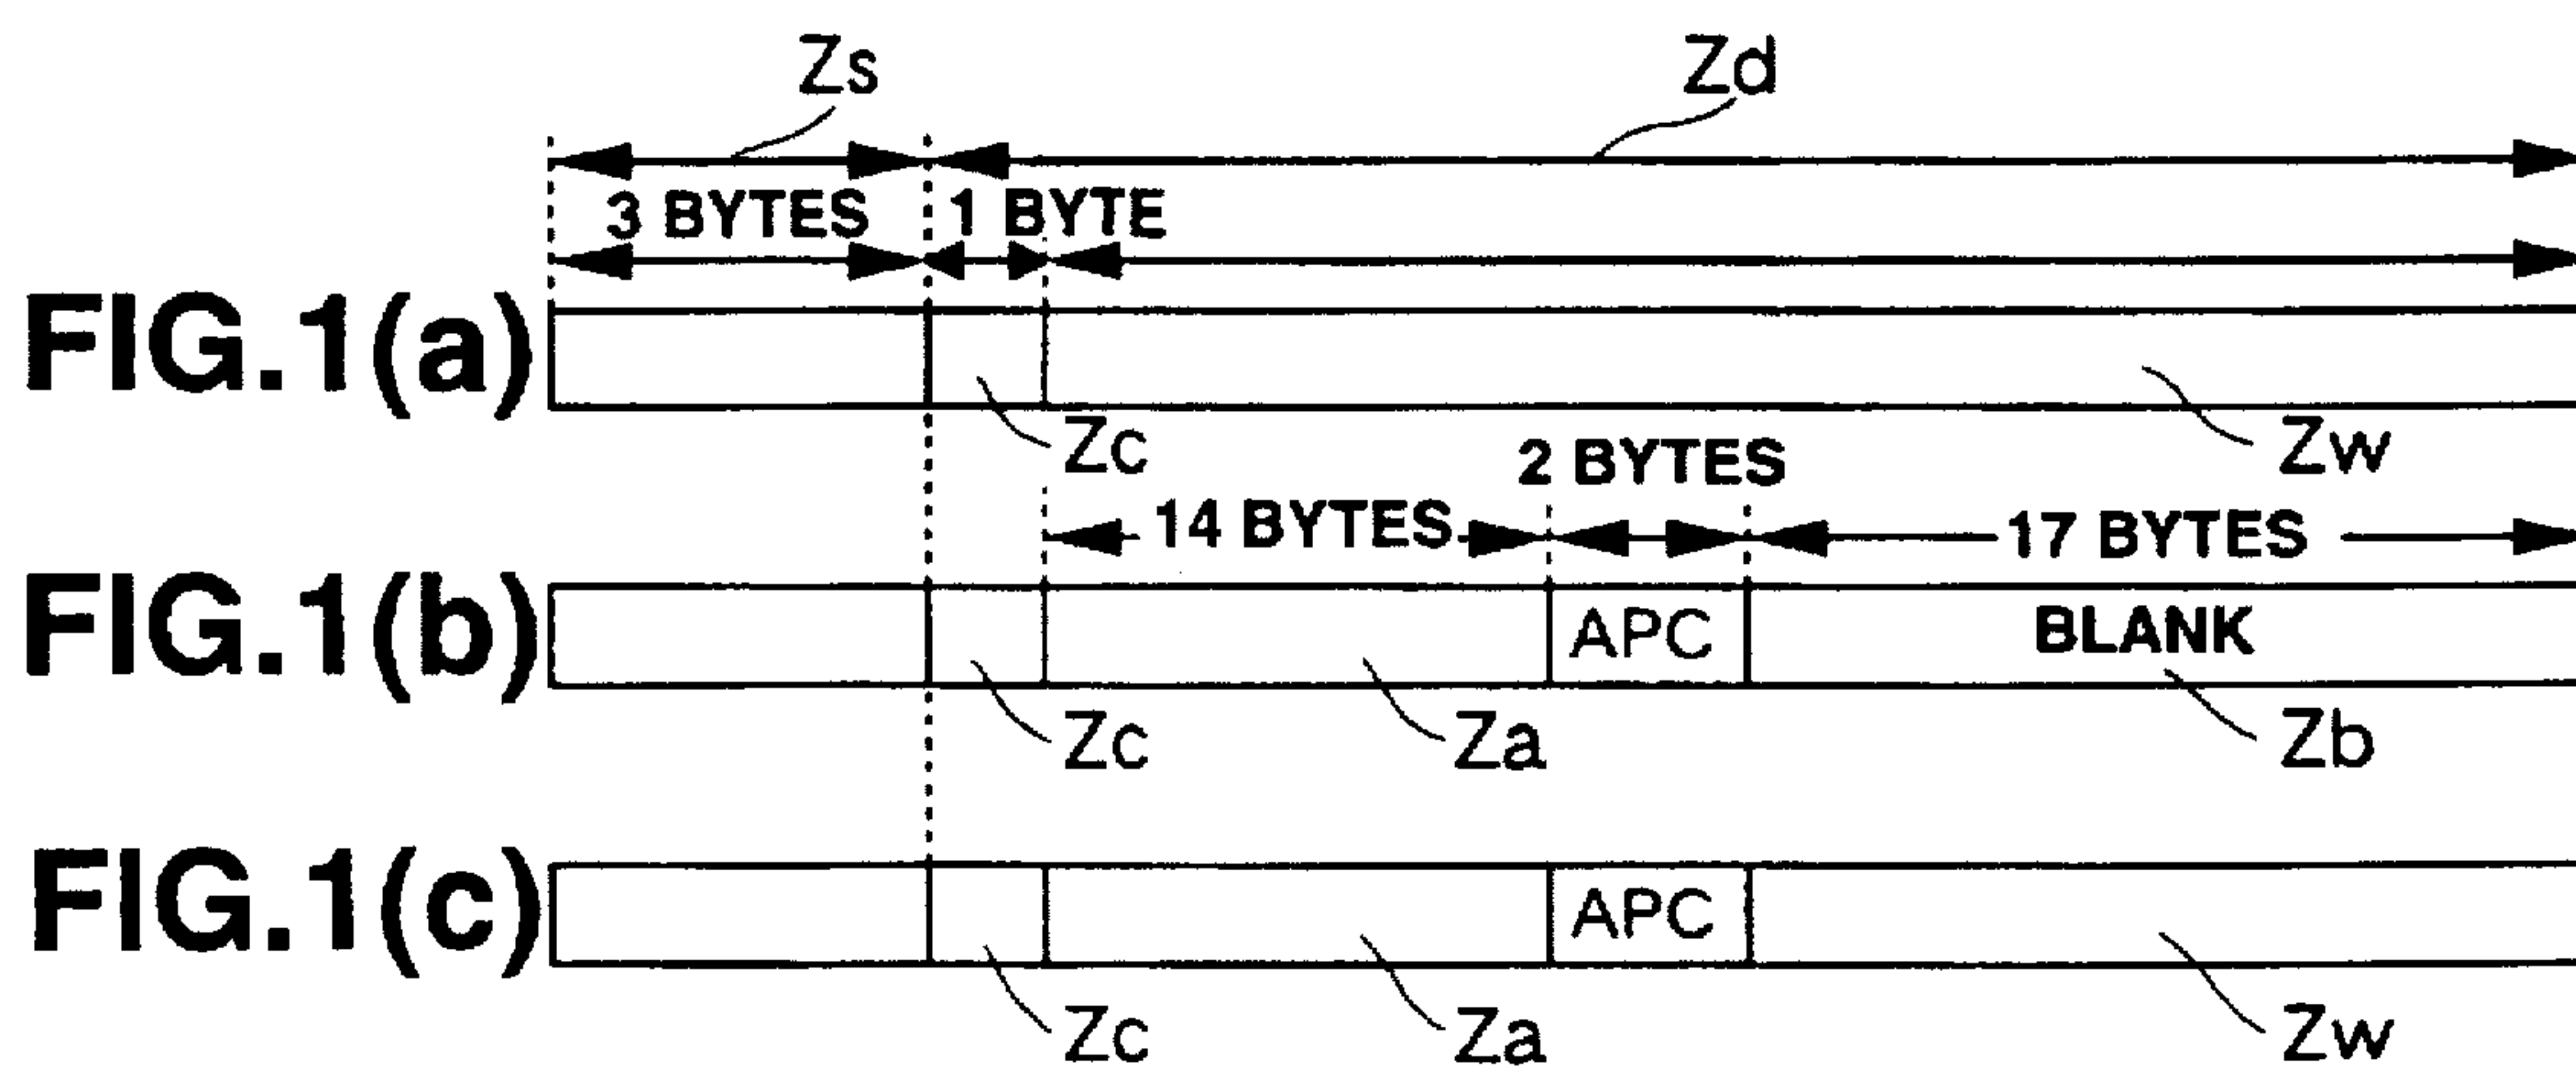 Zs Zd
3 BYTES 1 BYTE
FIG.1(a)
Zc Zw
2 BYTES
14 BYTES 17 BYTES
FIG.1(b) APC BLANK
Zc Za Zb
FIG.1(c) APC
Zc Za Zw